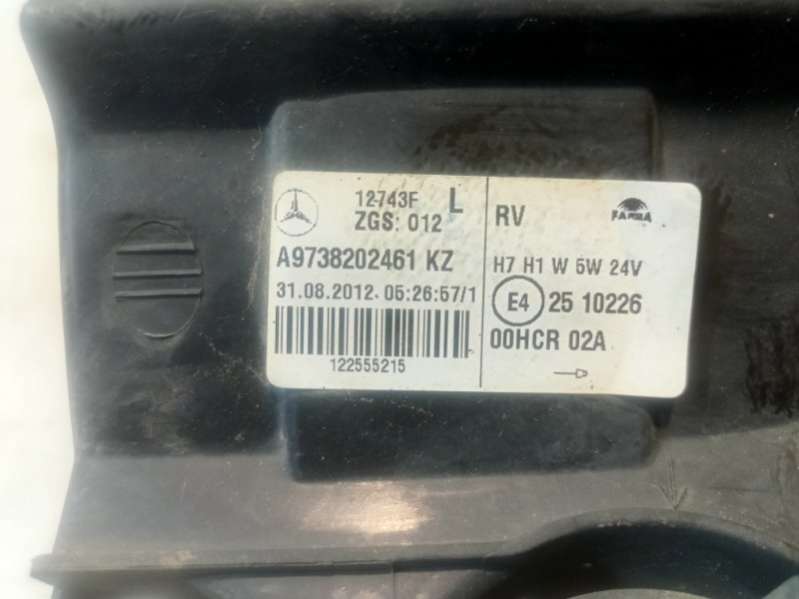 12743F L
ZGS: 012
A9738202461 KZ
31.08.2012. 05:26:57/1
122555215
RV
H7 H1 W 5W 24V
E4 25 10226
00HCR 02A